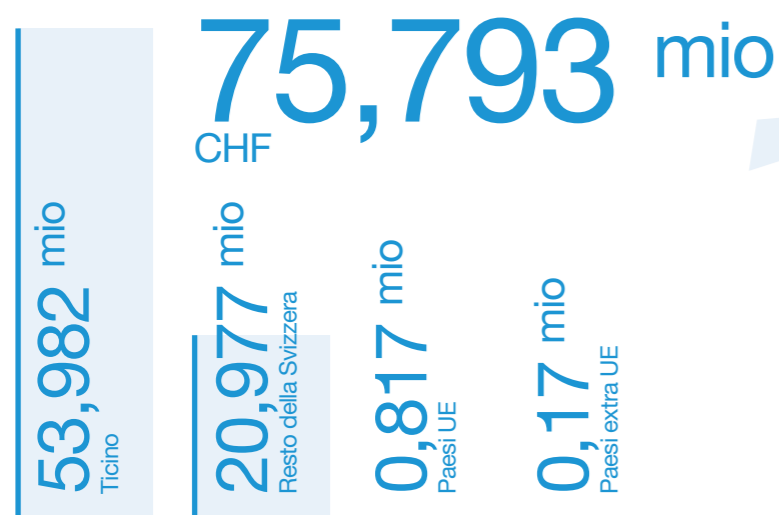 75,793 mio
CHF
53,982 mio
Ticino
20,977 mio
Resto della Svizzera
0,817 mio
Paesi UE
0,17 mio
Paesi extra UE